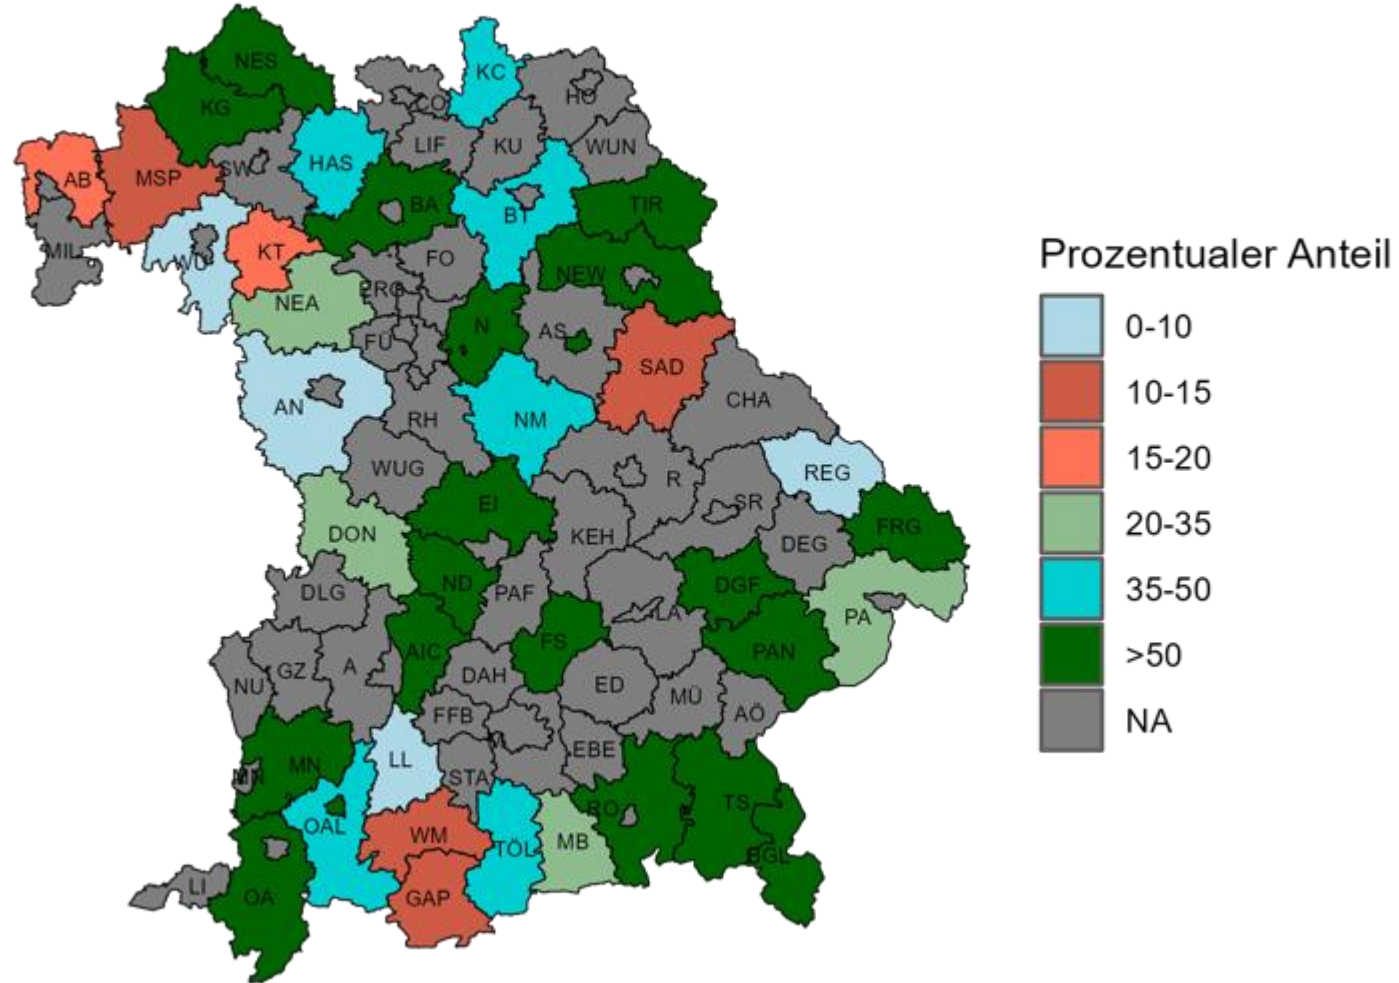 NES
KC
HO
KG
CO
LIF
KU
WUN
HAS
SW
AB
MSP
BA
BT
TIR
MIL
WÜ
KT
FO
NEW
ERH
NEA
N
AS
FÜ
SAD
AN
RH
NM
CHA
WUG
R
REG
EI
SR
FRG
DON
KEH
DEG
ND
DGF
DLG
PAF
LA
PA
AIC
FS
PAN
A
GZ
DAH
ED
NU
MÜ
FFB
AÖ
M
EBE
LL
MN
MN
STA
TS
RO
OAL
WM
TÖL
MB
BGL
LI
OA
GAP
Prozentualer Anteil
0-10
10-15
15-20
20-35
35-50
>50
NA